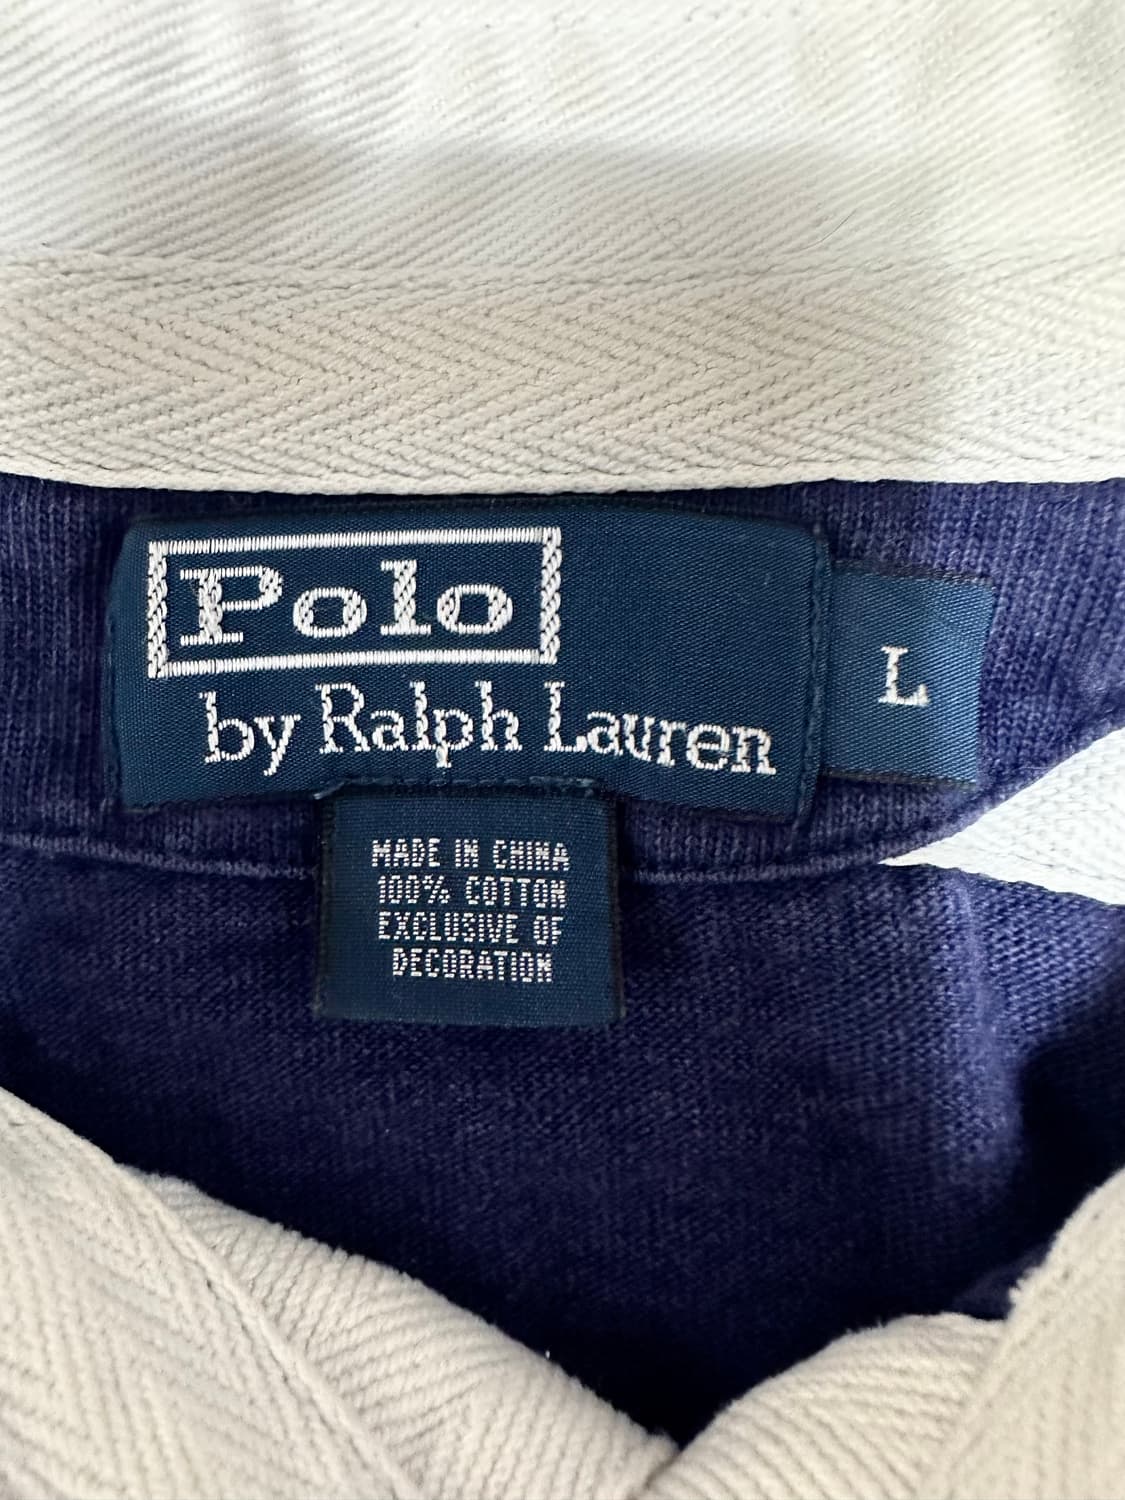 Polo
by Ralph Lauren
L
MADE IN CHINA
100% COTTON
EXCLUSIVE OF
DECORATION